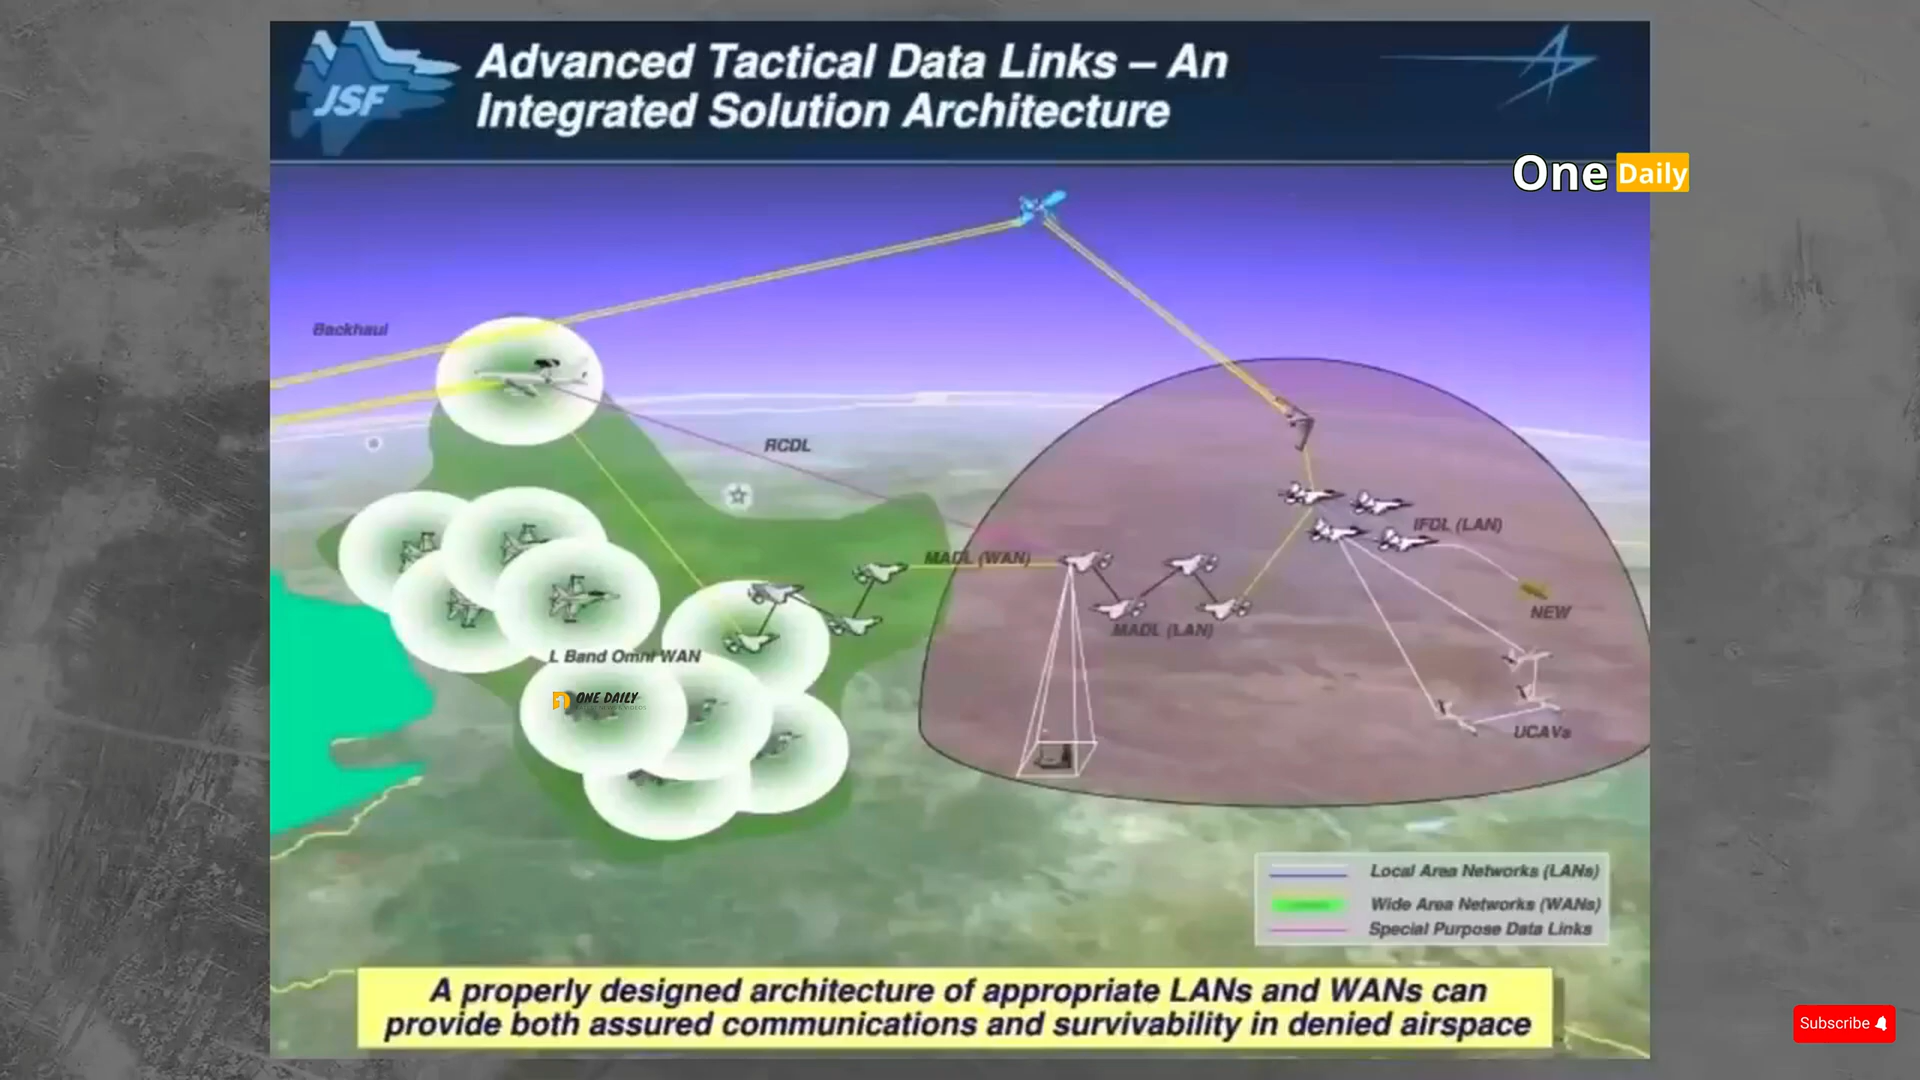 JSF
Advanced Tactical Data Links – An
Integrated Solution Architecture
One Daily
Backhaul
RCDL
IFDL (LAN)
MADL (WAN)
NEW
MADL (LAN)
L Band Omni WAN
ONE DAILY
UCAVs
Local Area Networks (LANs)
Wide Area Networks (WANs)
Special Purpose Data Links
A properly designed architecture of appropriate LANs and WANs can
provide both assured communications and survivability in denied airspace
Subscribe